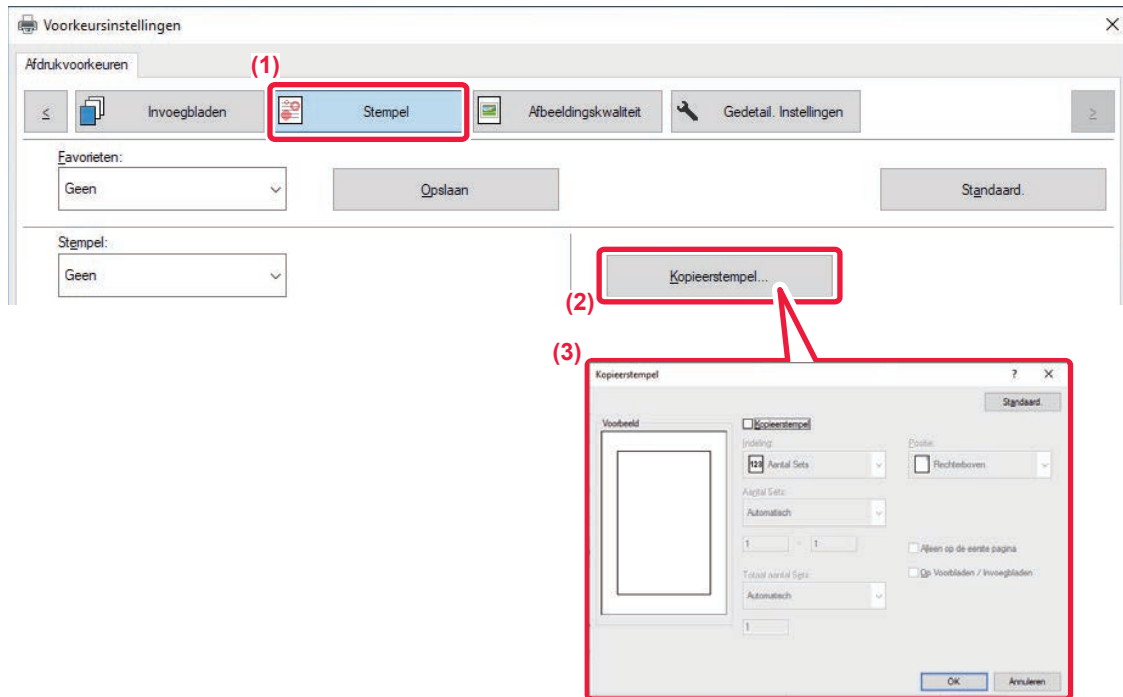 Voorkeursinstellingen
Afdrukvoorkeuren
(1)
< Invoegbladen Stempel Afbeeldingskwaliteit Gedetail. Instellingen >
Favorieten:
Geen Opslaan Standaard.
Stempel:
Geen Kopieerstempel...
(2)
(3)
Kopieerstempel ?
Standaard.
Voorbeeld Kopieerstempel
Indeling: Positie:
123 Aantal Sets Rechterboven
Aantal Sets:
Automatisch
1 - 1
Alleen op de eerste pagina
Totaal aantal Sets: Op Voorbladen / Invoegbladen
Automatisch
1
OK Annuleren